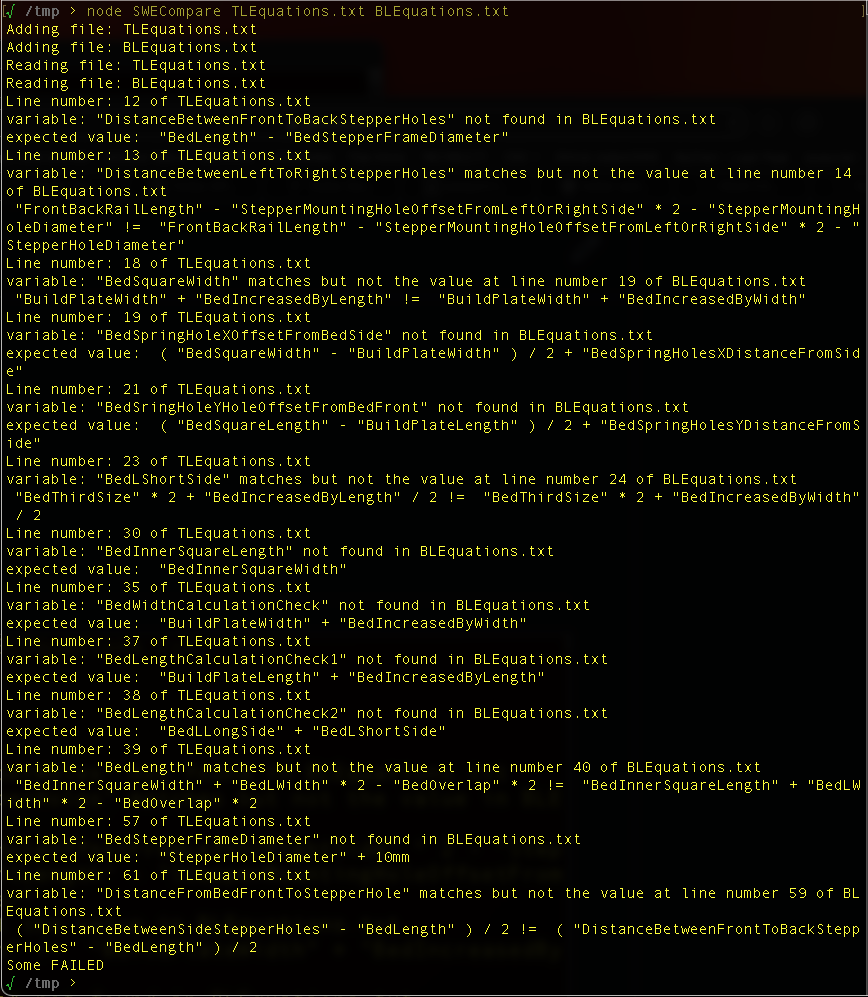 √ /tmp > node SWECompare TLEquations.txt BLEquations.txt
Adding file: TLEquations.txt
Adding file: BLEquations.txt
Reading file: TLEquations.txt
Reading file: BLEquations.txt
Line number: 12 of TLEquations.txt
variable: "DistanceBetweenFrontToBackStepperHoles" not found in BLEquations.txt
expected value:  "BedLength" - "BedStepperFrameDiameter"
Line number: 13 of TLEquations.txt
variable: "DistanceBetweenLeftToRightStepperHoles" matches but not the value at line number 14
of BLEquations.txt
 "FrontBackRailLength" - "StepperMountingHoleOffsetFromLeftOrRightSide" * 2 - "StepperMountingH
oleDiameter" !=  "FrontBackRailLength" - "StepperMountingHoleOffsetFromLeftOrRightSide" * 2 - "
StepperHoleDiameter"
Line number: 18 of TLEquations.txt
variable: "BedSquareWidth" matches but not the value at line number 19 of BLEquations.txt
 "BuildPlateWidth" + "BedIncreasedByLength" !=  "BuildPlateWidth" + "BedIncreasedByWidth"
Line number: 19 of TLEquations.txt
variable: "BedSpringHoleXOffsetFromBedSide" not found in BLEquations.txt
expected value:  ( "BedSquareWidth" - "BuildPlateWidth" ) / 2 + "BedSpringHolesXDistanceFromSid
e"
Line number: 21 of TLEquations.txt
variable: "BedSringHoleYHoleOffsetFromBedFront" not found in BLEquations.txt
expected value:  ( "BedSquareLength" - "BuildPlateLength" ) / 2 + "BedSpringHolesYDistanceFromS
ide"
Line number: 23 of TLEquations.txt
variable: "BedLShortSide" matches but not the value at line number 24 of BLEquations.txt
 "BedThirdSize" * 2 + "BedIncreasedByLength" / 2 !=  "BedThirdSize" * 2 + "BedIncreasedByWidth"
 / 2
Line number: 30 of TLEquations.txt
variable: "BedInnerSquareLength" not found in BLEquations.txt
expected value:  "BedInnerSquareWidth"
Line number: 35 of TLEquations.txt
variable: "BedWidthCalculationCheck" not found in BLEquations.txt
expected value:  "BuildPlateWidth" + "BedIncreasedByWidth"
Line number: 37 of TLEquations.txt
variable: "BedLengthCalculationCheck1" not found in BLEquations.txt
expected value:  "BuildPlateLength" + "BedIncreasedByLength"
Line number: 38 of TLEquations.txt
variable: "BedLengthCalculationCheck2" not found in BLEquations.txt
expected value:  "BedLLongSide" + "BedLShortSide"
Line number: 39 of TLEquations.txt
variable: "BedLength" matches but not the value at line number 40 of BLEquations.txt
 "BedInnerSquareWidth" + "BedLWidth" * 2 - "BedOverlap" * 2 !=  "BedInnerSquareLength" + "BedLW
idth" * 2 - "BedOverlap" * 2
Line number: 57 of TLEquations.txt
variable: "BedStepperFrameDiameter" not found in BLEquations.txt
expected value:  "StepperHoleDiameter" + 10mm
Line number: 61 of TLEquations.txt
variable: "DistanceFromBedFrontToStepperHole" matches but not the value at line number 59 of BL
Equations.txt
 ( "DistanceBetweenSideStepperHoles" - "BedLength" ) / 2 !=  ( "DistanceBetweenFrontToBackStepp
erHoles" - "BedLength" ) / 2
Some FAILED
√ /tmp >